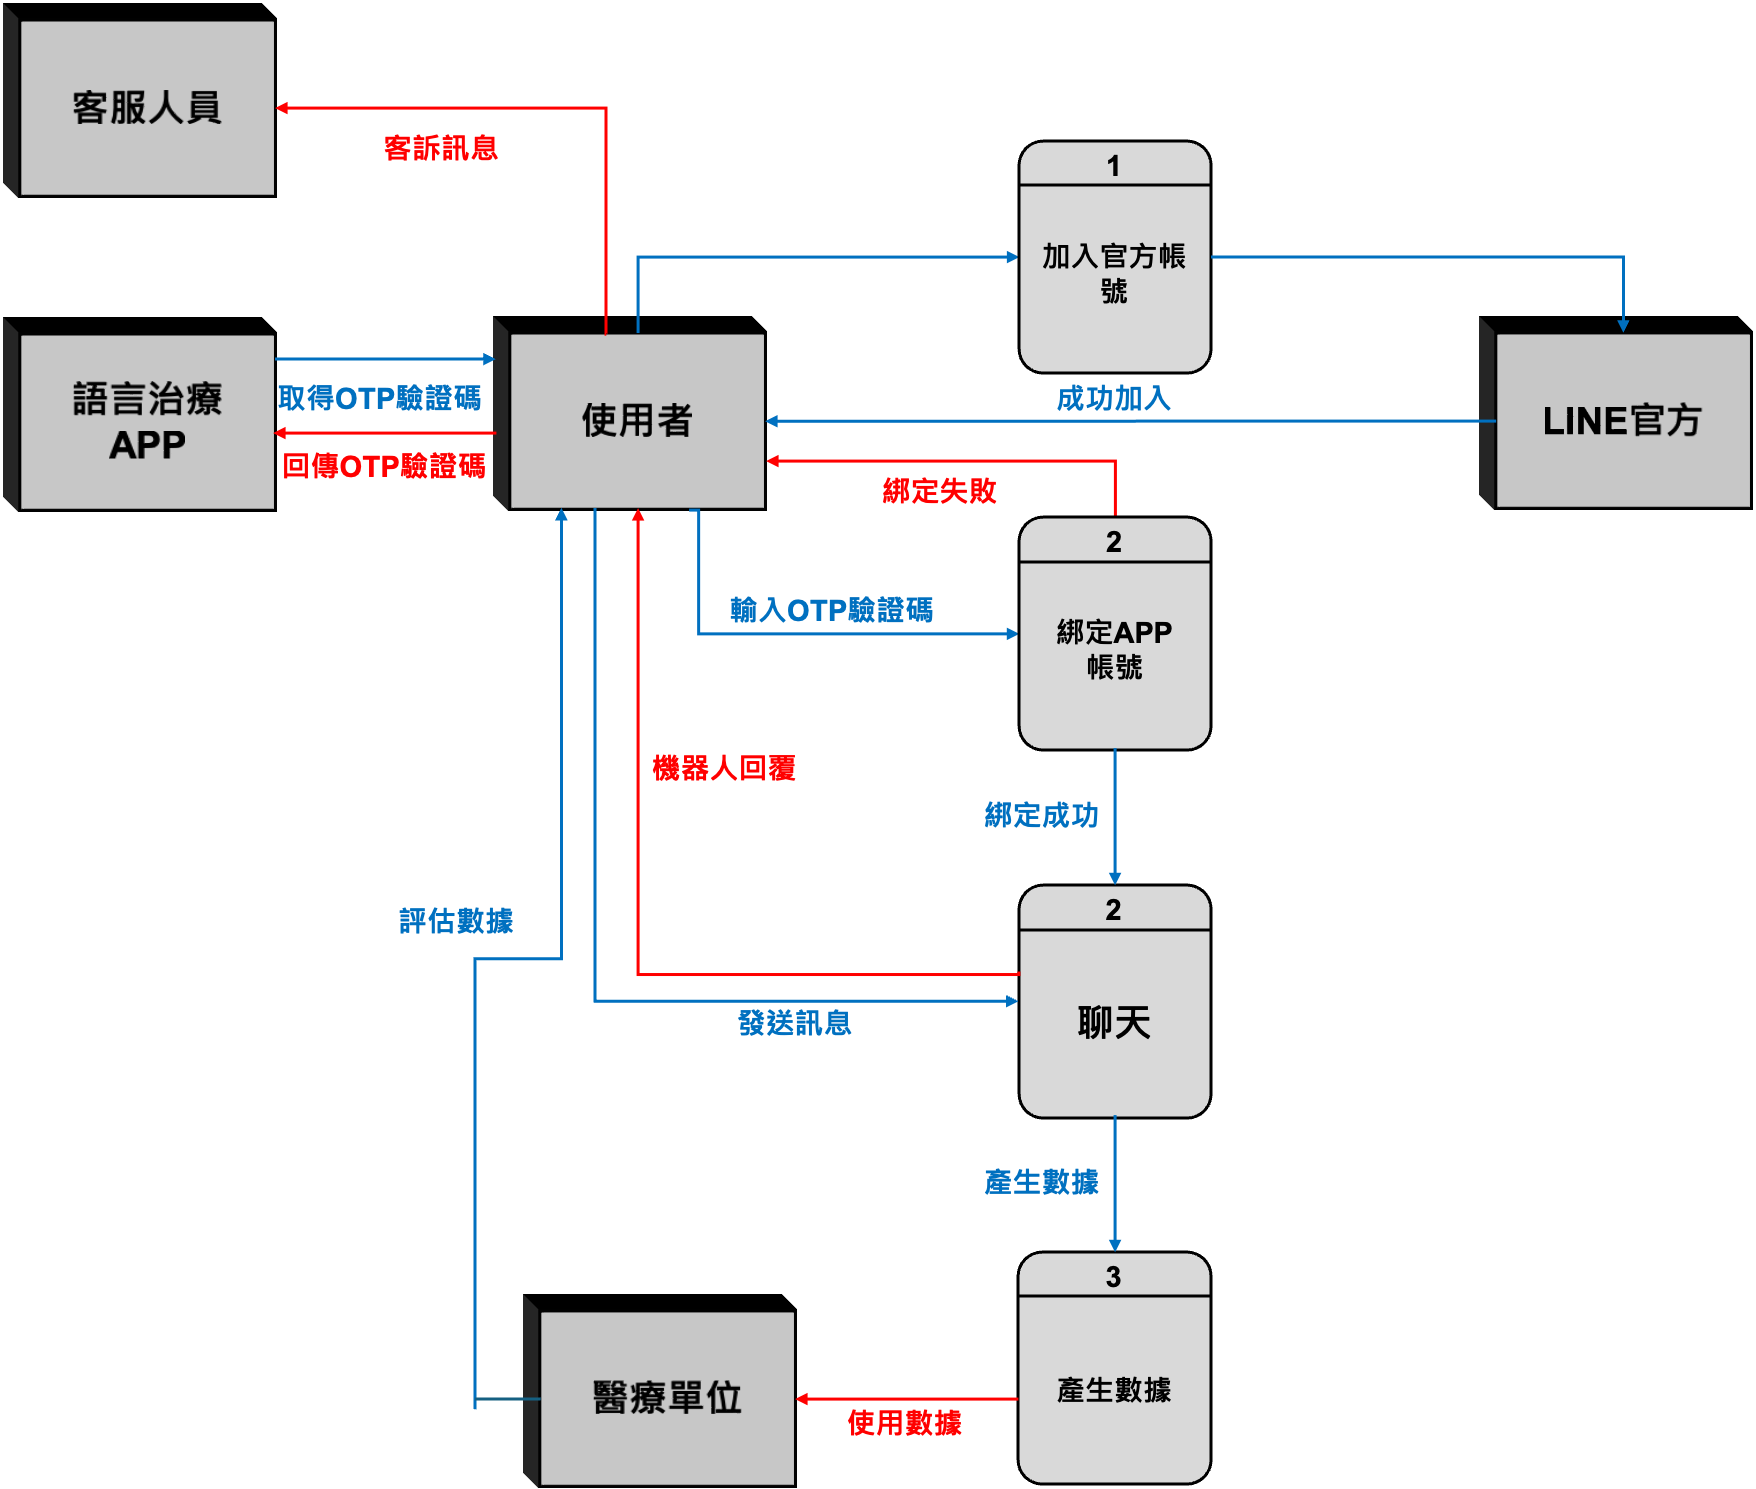 客服人員
客訴訊息
1
加入官方帳
號
語言治療
APP
取得OTP驗證碼
回傳OTP驗證碼
使用者
成功加入
LINE官方
綁定失敗
2
綁定APP
帳號
輸入OTP驗證碼
機器人回覆
綁定成功
評估數據
2
聊天
發送訊息
產生數據
3
產生數據
醫療單位
使用數據